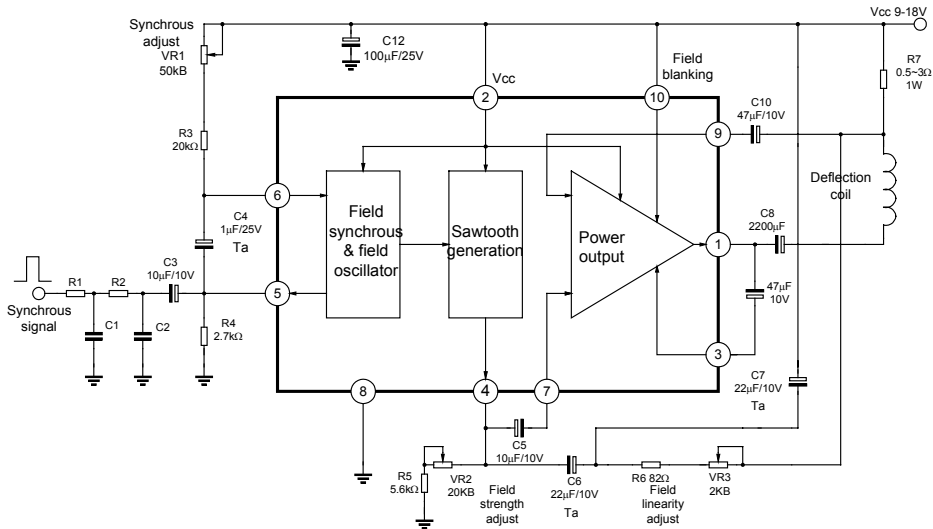 Synchrous
adjust
VR1
50kB
C12
100μF/25V
Vcc 9-18V
R7
0.5~3Ω
1W
Vcc
2
Field
blanking
10
C10
47μF/10V
9
R3
20kΩ
6
C4
1μF/25V
Ta
Field
synchrous
& field
oscillator
Sawtooth
generation
Power
output
Deflection
coil
C8
2200μF
1
C3
10μF/10V
R1
R2
5
Synchrous
signal
C1
C2
R4
2.7kΩ
47μF
10V
3
C7
22μF/10V
Ta
8
4
7
C5
10μF/10V
R5
5.6kΩ
VR2
20KB
Field
strength
adjust
C6
22μF/10V
Ta
R6 82Ω
Field
linearity
adjust
VR3
2KB